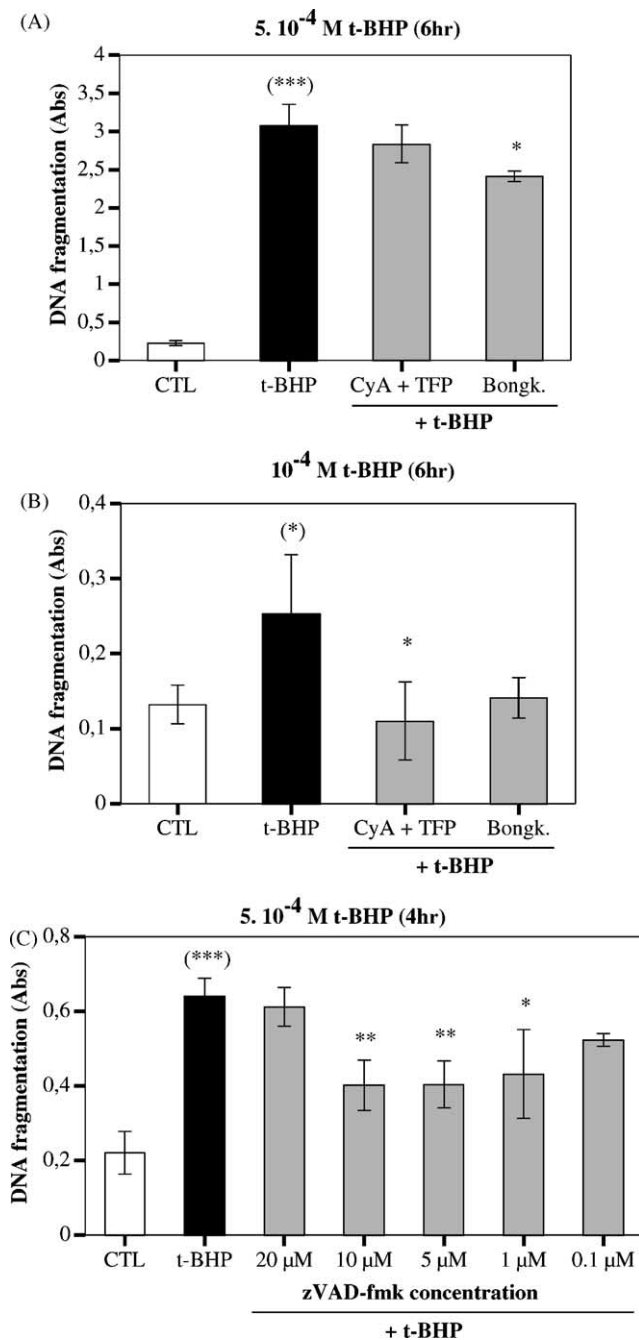 (A)
5. 10⁻⁴ M t-BHP (6hr)
DNA fragmentation (Abs)
4
3,5
3
2,5
2
1,5
1
0,5
0
(***)
*
CTL
t-BHP
CyA + TFP
Bongk.
+ t-BHP
(B)
10⁻⁴ M t-BHP (6hr)
DNA fragmentation (Abs)
0,4
0,3
0,2
0,1
0
(*)
*
CTL
t-BHP
CyA + TFP
Bongk.
+ t-BHP
(C)
5. 10⁻⁴ M t-BHP (4hr)
DNA fragmentation (Abs)
0,8
0,6
0,4
0,2
0
(***)
**
**
*
CTL
t-BHP
20 µM
10 µM
5 µM
1 µM
0.1 µM
zVAD-fmk concentration
+ t-BHP